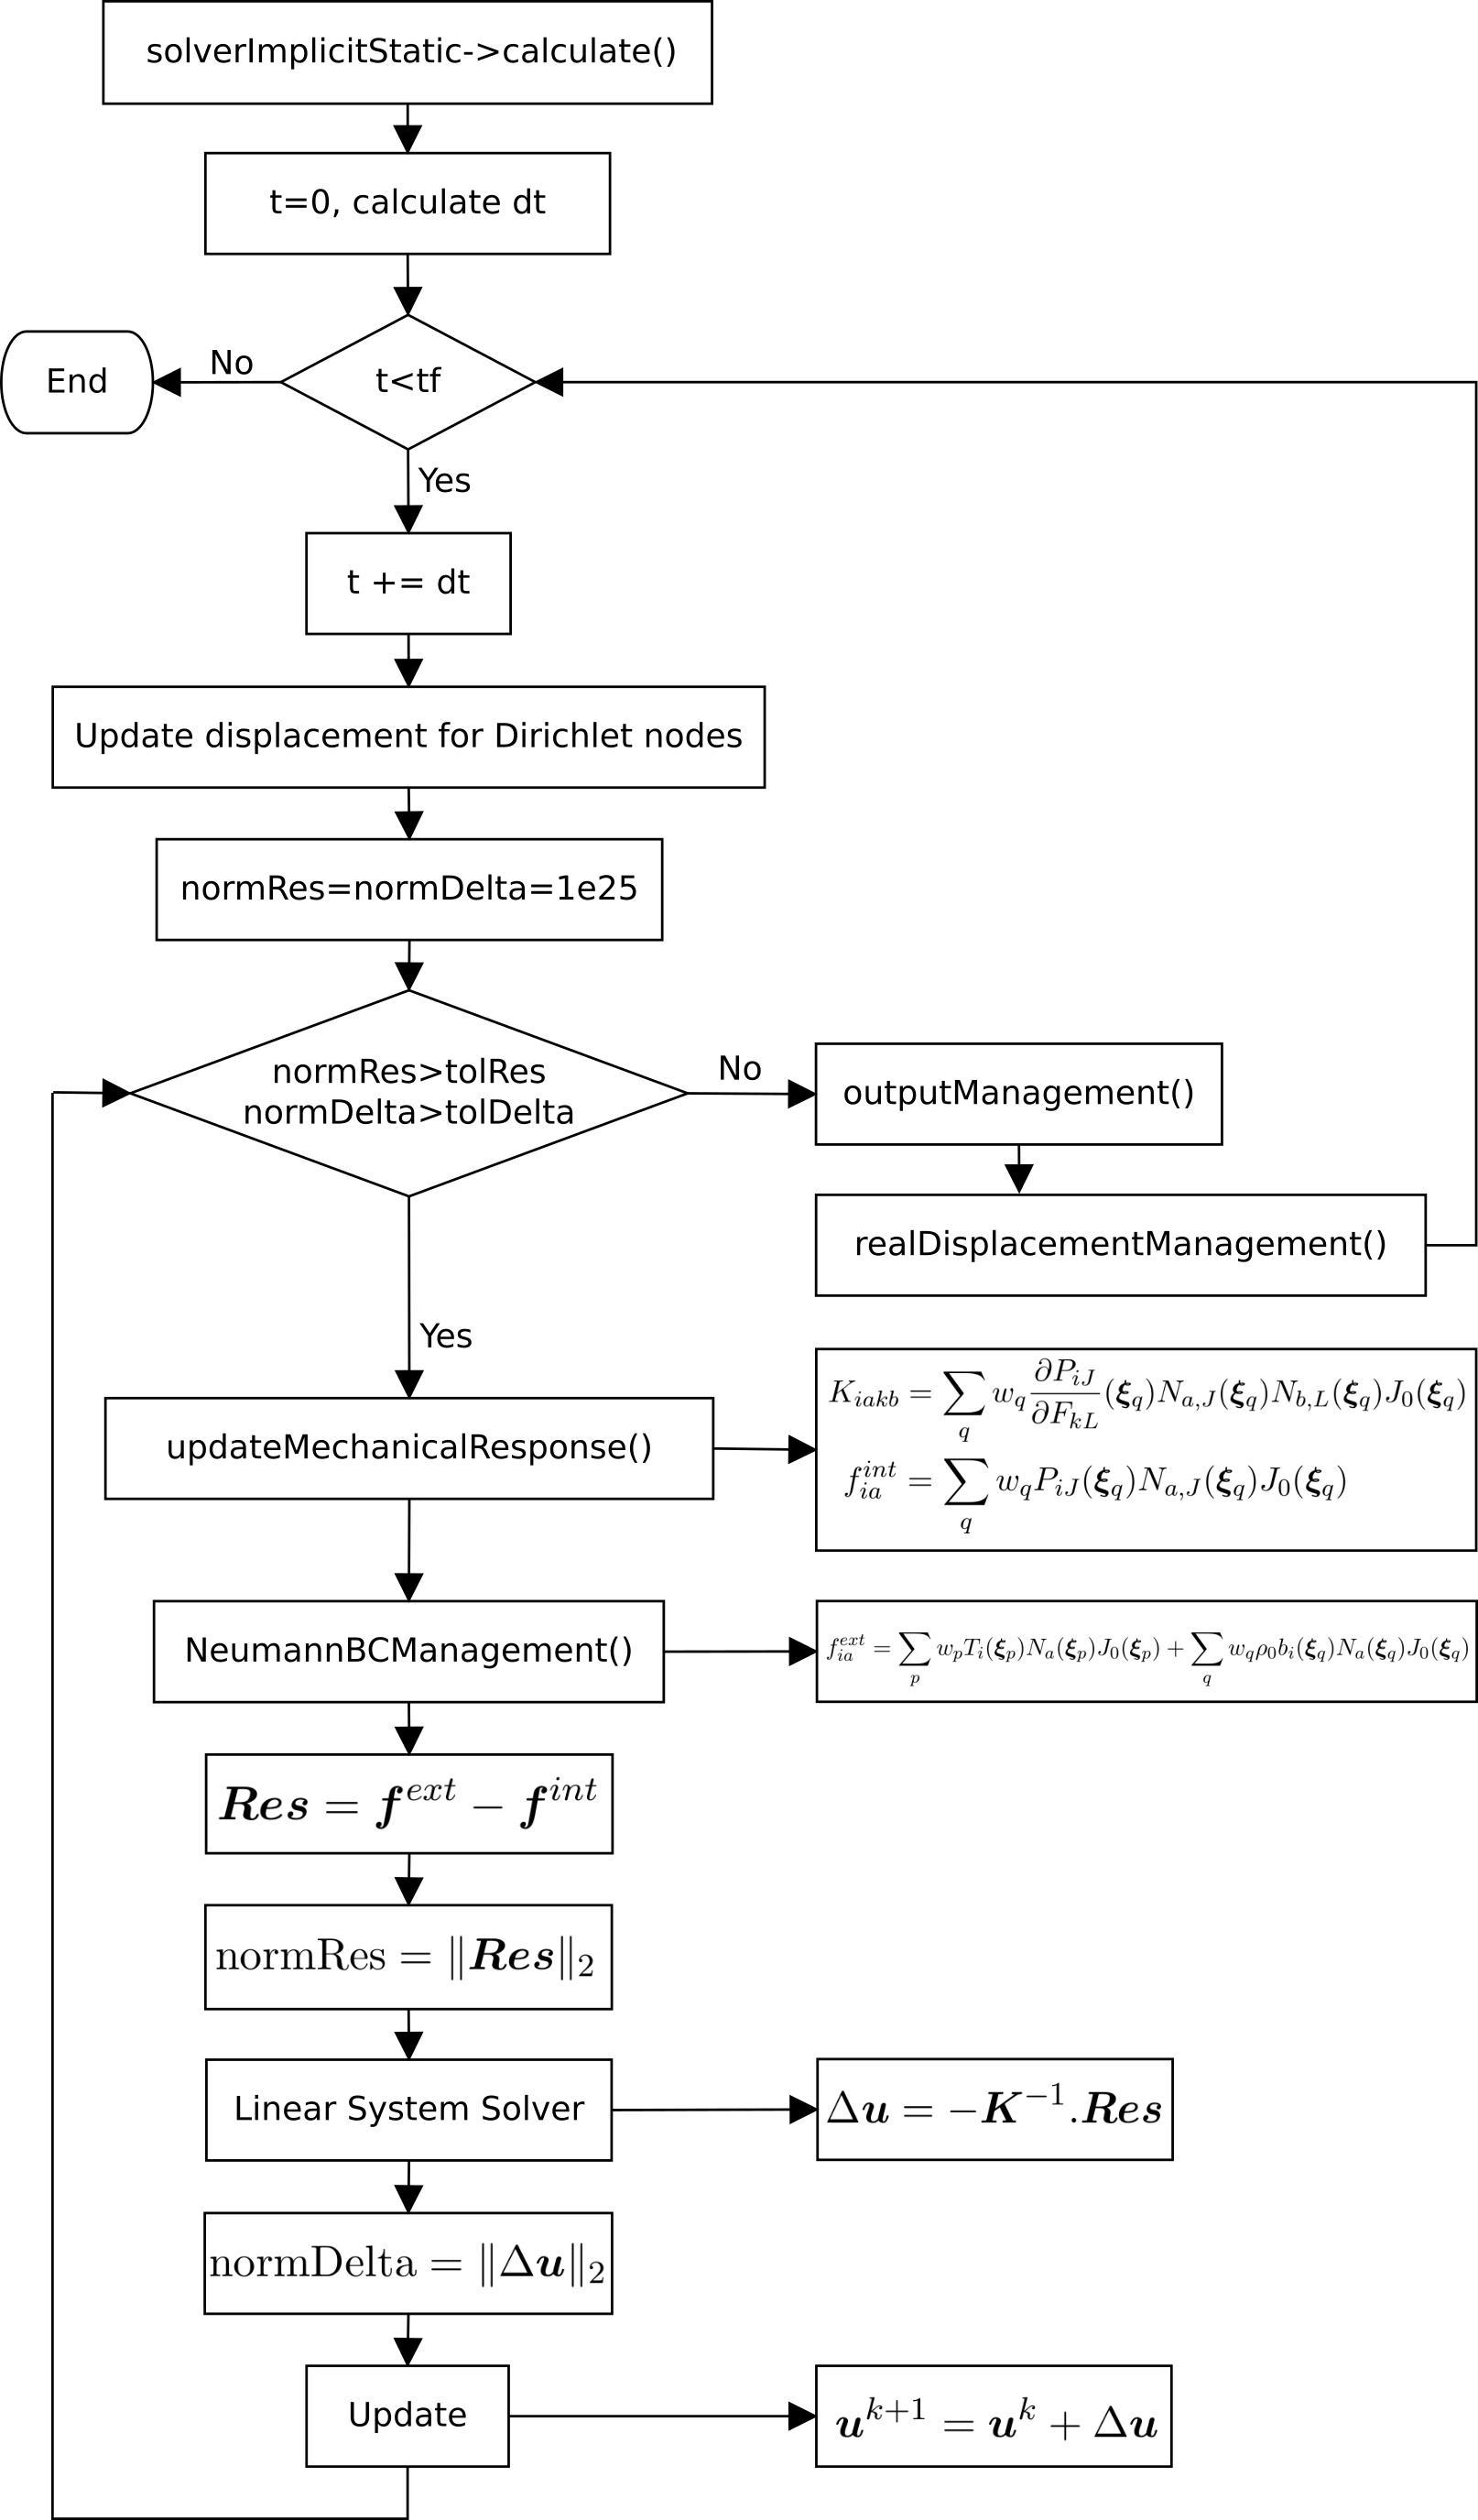 solverImplicitStatic->calculate()
t=0, calculate dt
End
No
t<tf
Yes
t += dt
Update displacement for Dirichlet nodes
normRes=normDelta=1e25
normRes>tolRes
normDelta>tolDelta
No
outputManagement()
realDisplacementManagement()
Yes
updateMechanicalResponse()
$K_{iakb} = \sum_q w_q \frac{\partial P_{iJ}}{\partial F_{kL}}(\boldsymbol{\xi}_q) N_{a,J}(\boldsymbol{\xi}_q) N_{b,L}(\boldsymbol{\xi}_q) J_0(\boldsymbol{\xi}_q)$
$f_{ia}^{int} = \sum_q w_q P_{iJ}(\boldsymbol{\xi}_q) N_{a,J}(\boldsymbol{\xi}_q) J_0(\boldsymbol{\xi}_q)$
NeumannBCManagement()
$f_{ia}^{ext} = \sum_p w_p T_i(\boldsymbol{\xi}_p) N_a(\boldsymbol{\xi}_p) J_0(\boldsymbol{\xi}_p) + \sum_q w_q \rho_0 b_i(\boldsymbol{\xi}_q) N_a(\boldsymbol{\xi}_q) J_0(\boldsymbol{\xi}_q)$
$\boldsymbol{Res} = \boldsymbol{f}^{ext} - \boldsymbol{f}^{int}$
$\text{normRes} = \|\boldsymbol{Res}\|_2$
Linear System Solver
$\Delta \boldsymbol{u} = -\boldsymbol{K}^{-1}.\boldsymbol{Res}$
$\text{normDelta} = \|\Delta \boldsymbol{u}\|_2$
Update
$\boldsymbol{u}^{k+1} = \boldsymbol{u}^k + \Delta \boldsymbol{u}$